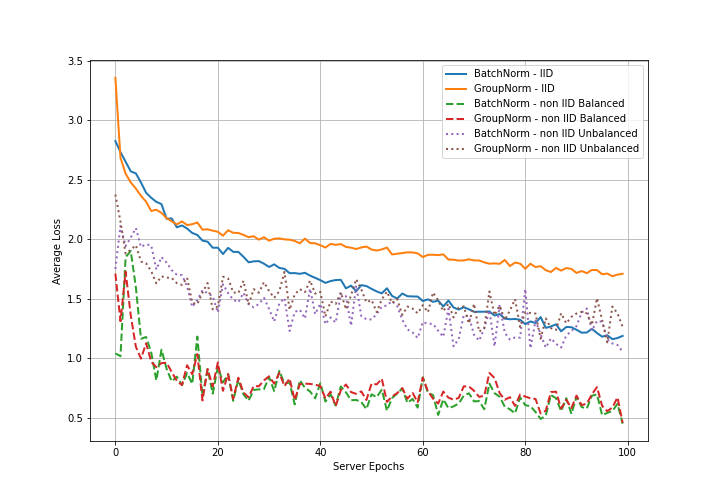 3.5
3.0
2.5
2.0
1.5
1.0
0.5
Average Loss
BatchNorm - IID
GroupNorm - IID
BatchNorm - non IID Balanced
GroupNorm - non IID Balanced
BatchNorm - non IID Unbalanced
GroupNorm - non IID Unbalanced
0 20 40 60 80 100
Server Epochs